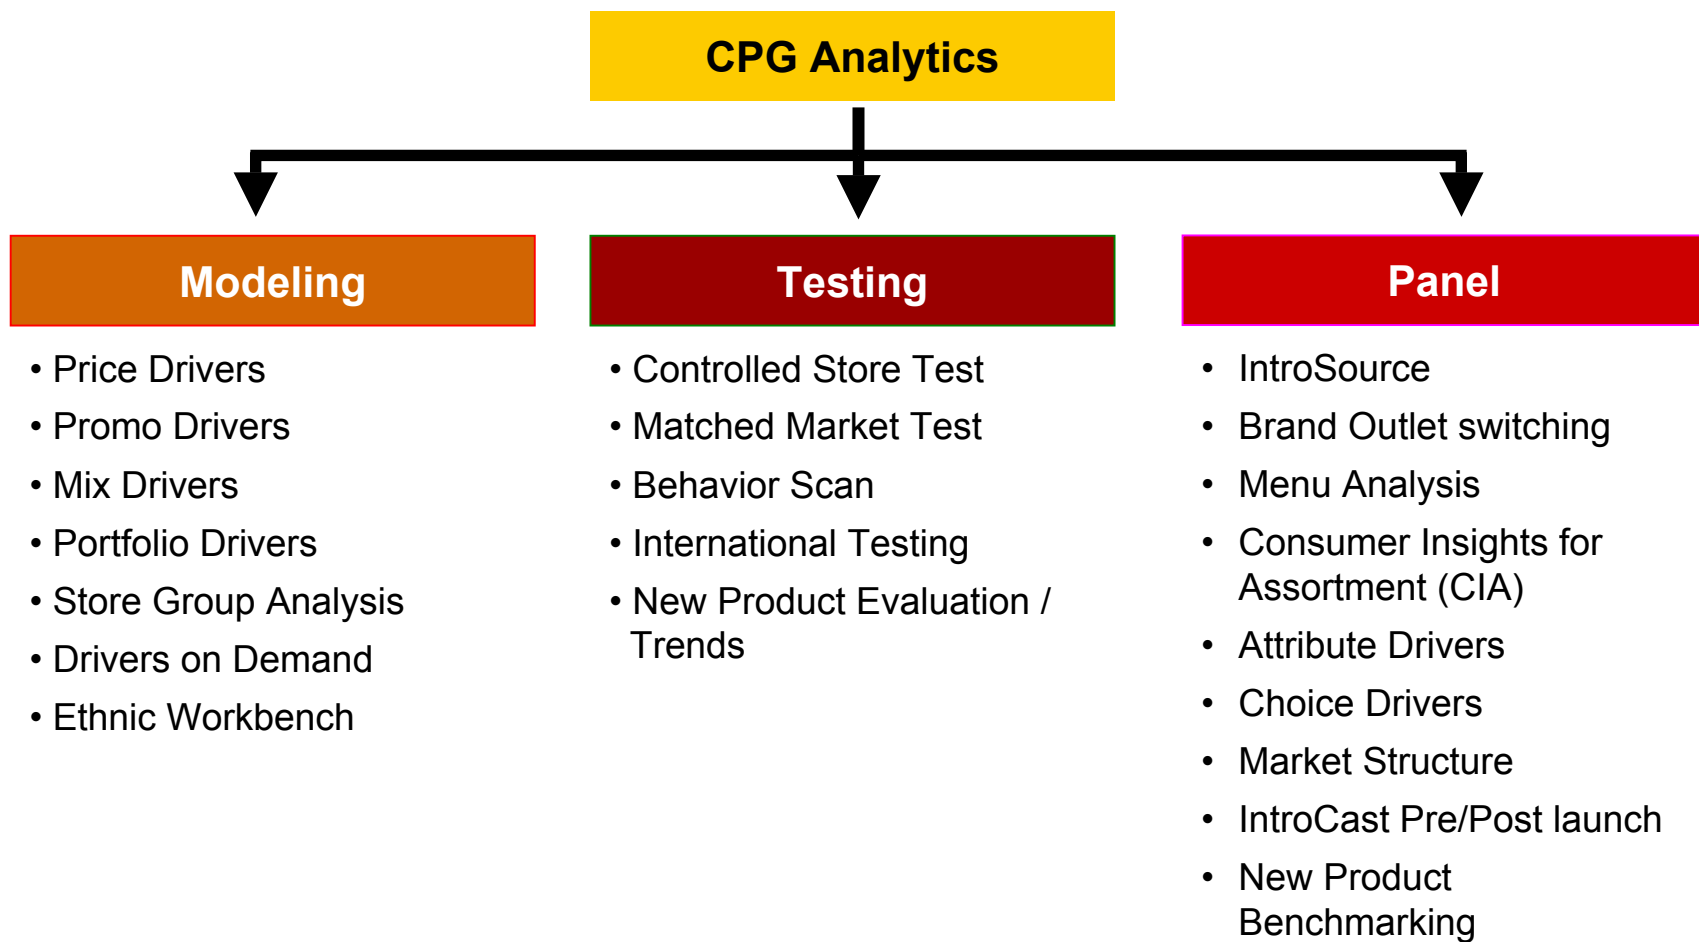 CPG Analytics
Modeling
• Price Drivers
• Promo Drivers
• Mix Drivers
• Portfolio Drivers
• Store Group Analysis
• Drivers on Demand
• Ethnic Workbench
Testing
• Controlled Store Test
• Matched Market Test
• Behavior Scan
• International Testing
• New Product Evaluation /
Trends
Panel
• IntroSource
• Brand Outlet switching
• Menu Analysis
• Consumer Insights for
Assortment (CIA)
• Attribute Drivers
• Choice Drivers
• Market Structure
• IntroCast Pre/Post launch
• New Product
Benchmarking